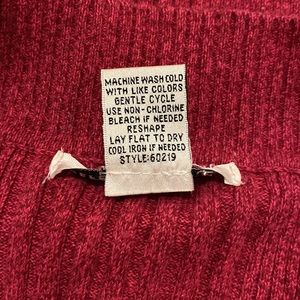 MACHINE WASH COLD
WITH LIKE COLORS
GENTLE CYCLE
USE NON-CHLORINE
BLEACH IF NEEDED
RESHAPE
LAY FLAT TO DRY
COOL IRON IF NEEDED
STYLE:60219